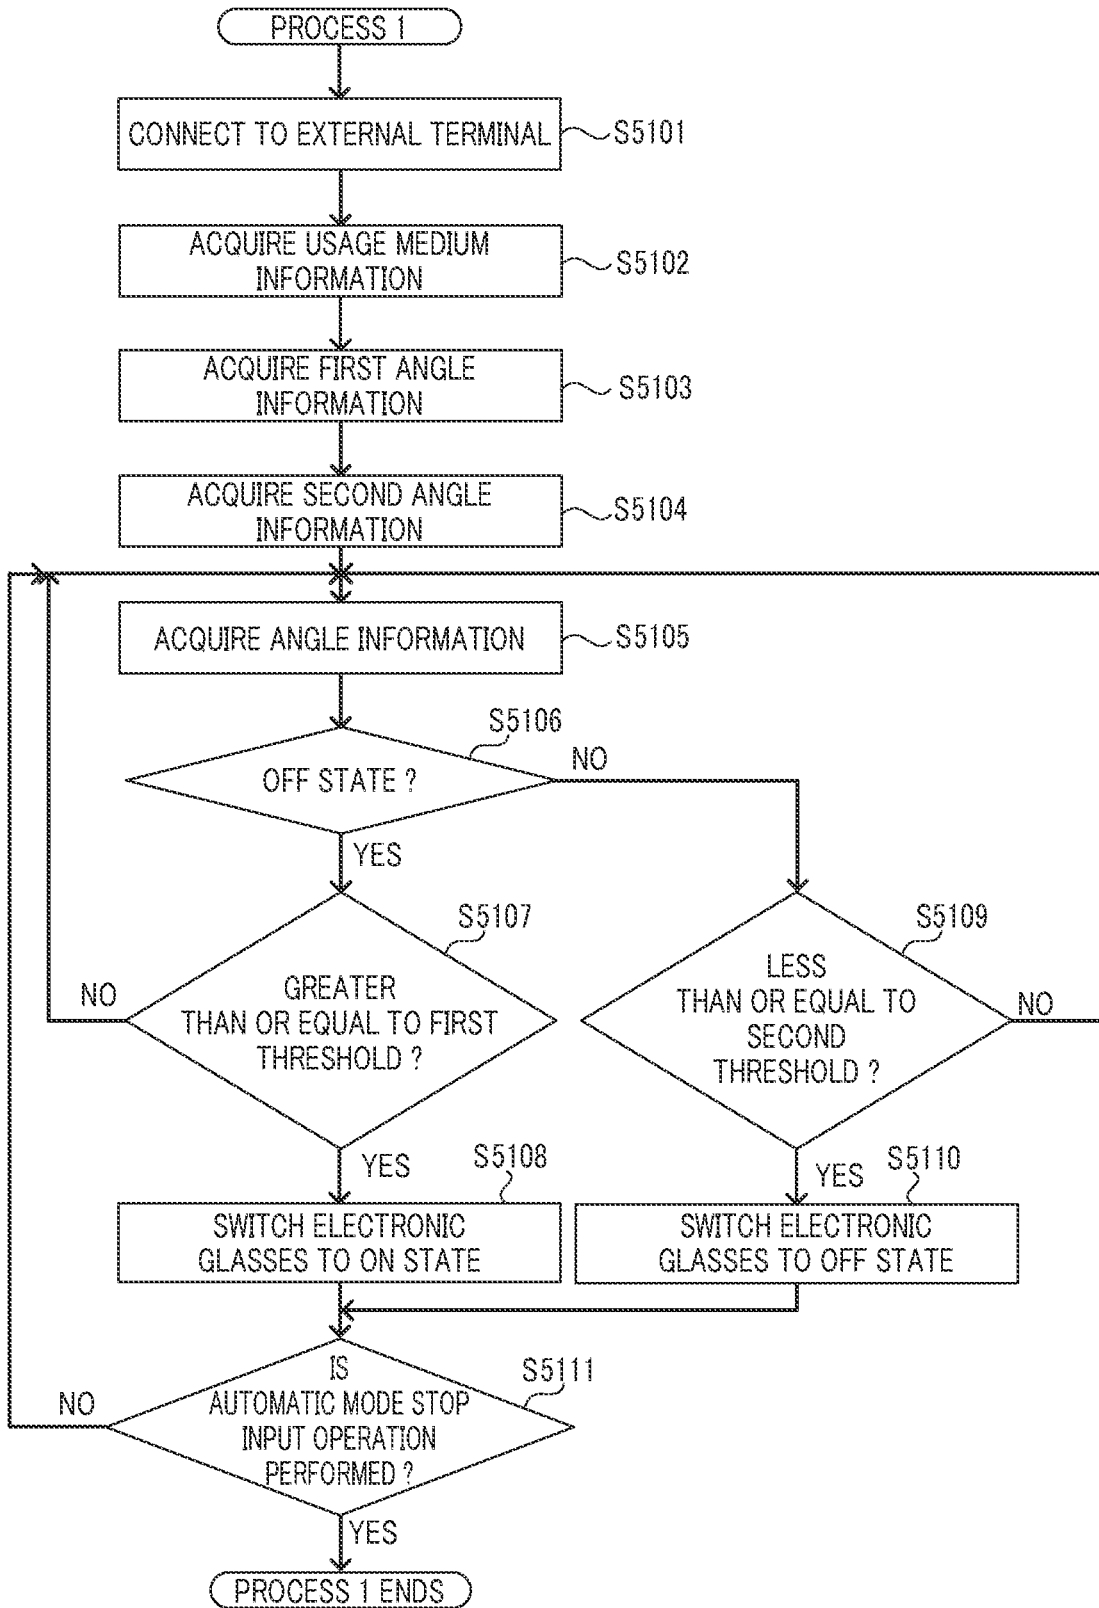 PROCESS 1
CONNECT TO EXTERNAL TERMINAL
S5101
ACQUIRE USAGE MEDIUM
INFORMATION
S5102
ACQUIRE FIRST ANGLE
INFORMATION
S5103
ACQUIRE SECOND ANGLE
INFORMATION
S5104
ACQUIRE ANGLE INFORMATION
S5105
S5106
OFF STATE ?
NO
YES
S5107
GREATER
THAN OR EQUAL TO FIRST
THRESHOLD ?
NO
S5109
LESS
THAN OR EQUAL TO
SECOND
THRESHOLD ?
NO
YES
S5108
SWITCH ELECTRONIC
GLASSES TO ON STATE
YES
S5110
SWITCH ELECTRONIC
GLASSES TO OFF STATE
S5111
IS
AUTOMATIC MODE STOP
INPUT OPERATION
PERFORMED ?
NO
YES
PROCESS 1 ENDS